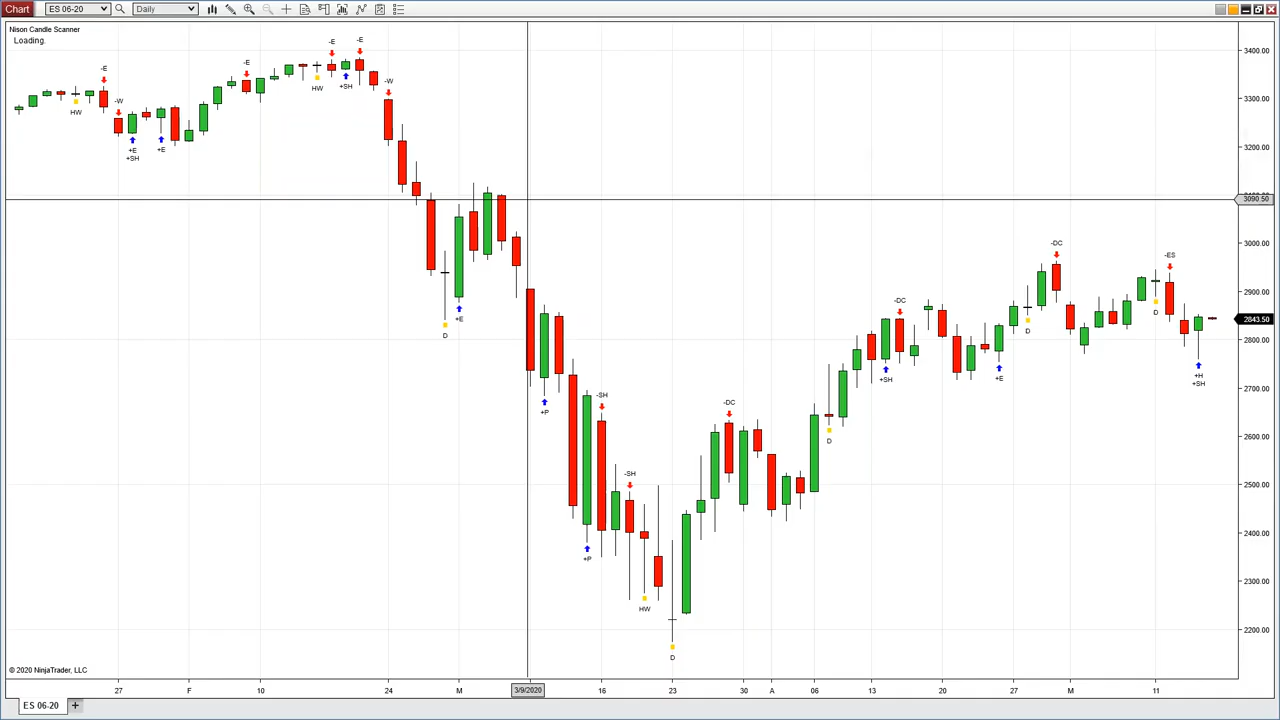 Chart ES 06-20 Daily
Nison Candle Scanner
Loading.
-E
-E
-E
-E
-W
HW
-W
+E
+SH
+E
HW
+SH
3400.00
3300.00
3200.00
3090.50
3000.00
2900.00
2843.50
2800.00
2700.00
2600.00
2500.00
2400.00
2300.00
2200.00
D
+E
+P
+P
-SH
-SH
HW
D
-DC
D
-DC
+SH
+E
-DC
D
-ES
D
+H
+SH
© 2020 NinjaTrader, LLC
27 F 10 24 M 3/9/2020 16 23 30 A 06 13 20 27 M 11
ES 06-20 +